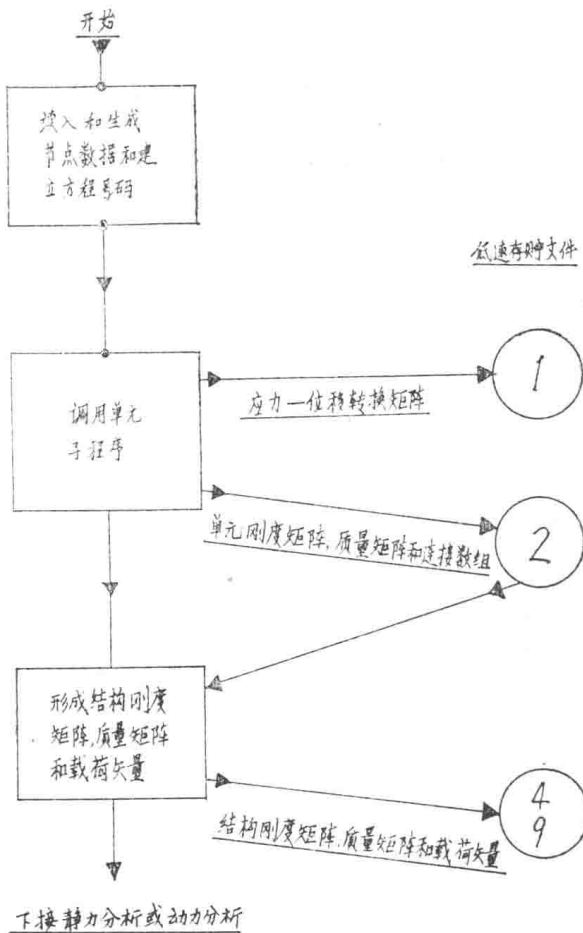 开始
读入和生成
节点数据和建
立方程号码
低速存贮文件
调用单元
子程序
应力一位移转换矩阵
1
单元刚度矩阵,质量矩阵和连接数组
2
形成结构刚度
矩阵,质量矩阵
和载荷矢量
结构刚度矩阵,质量矩阵和载荷矢量
4
9
下接静力分析或动力分析